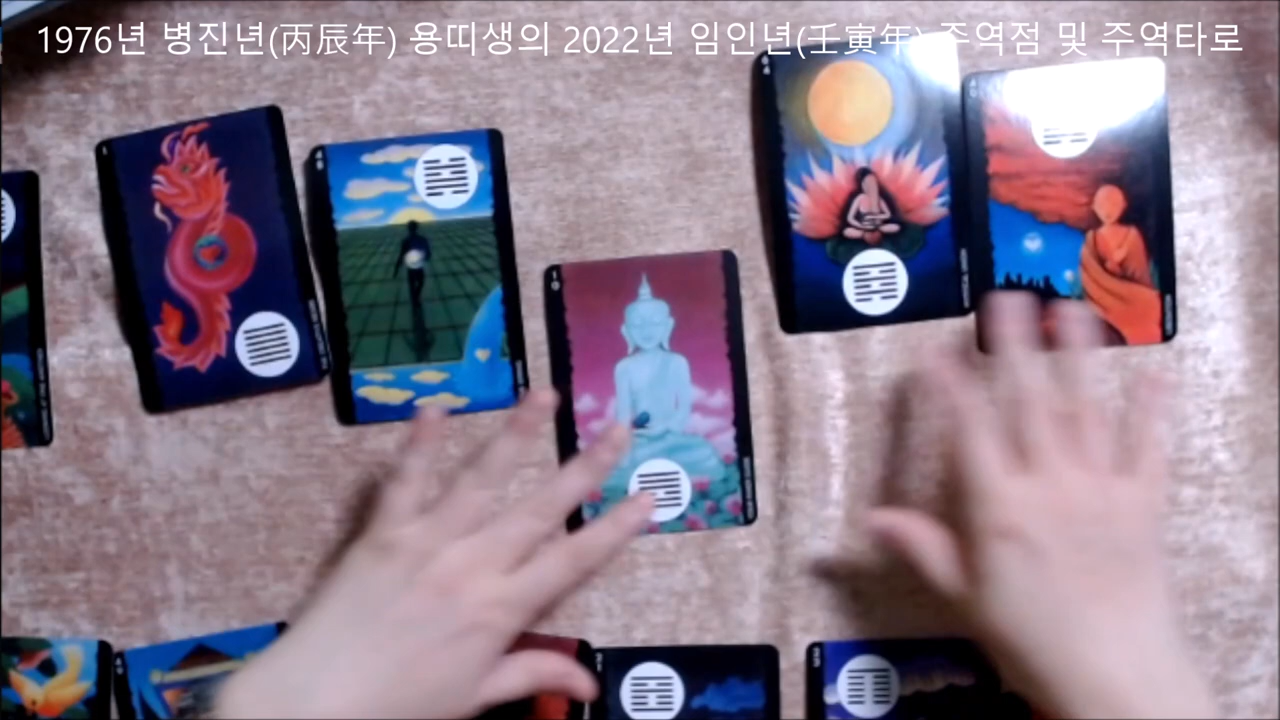 1976년 병진년(丙辰年) 용띠생의 2022년 임인년(壬寅年) 주역점 및 주역타로